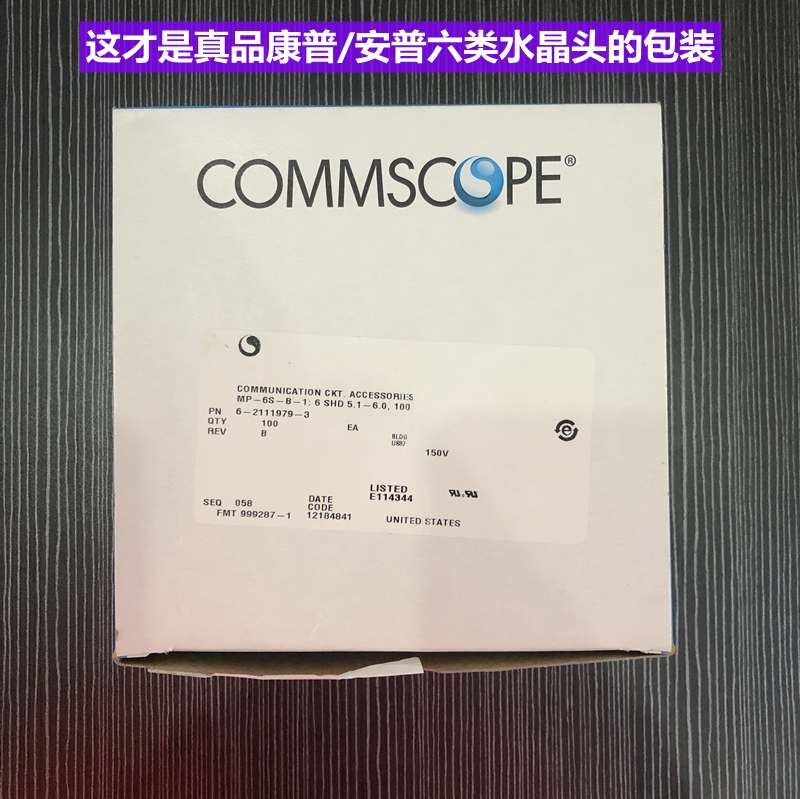 这才是真品康普/安普六类水晶头的包装
COMMSCOPE®
COMMUNICATION CKT. ACCESSORIES
MP-6S-B-1: 6 SHD 5.1-6.0, 100
PN 6-2111979-3
QTY 100 EA
REV B
BLDG
150V
LISTED
E114344
SEQ 058 DATE CODE
FMT 999287-1 12184841 UNITED STATES